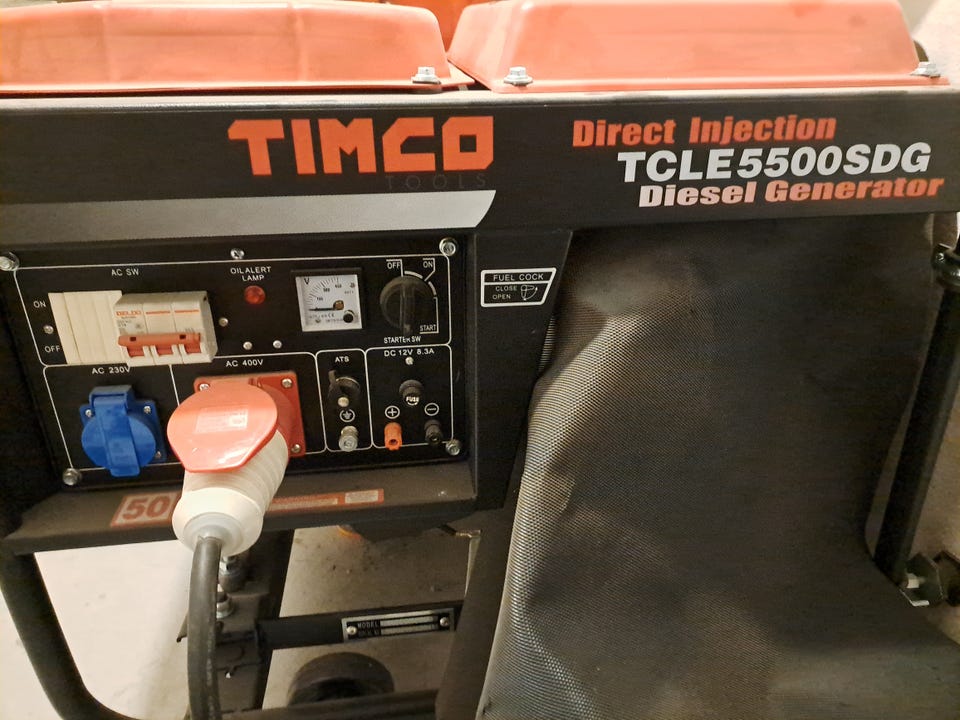 TIMCO
TOOLS
Direct Injection
TCLE5500SDG
Diesel Generator
AC SW
ON
OFF
OIL ALERT
LAMP
V
OFF
ON
START
STARTER SW
FUEL COCK
CLOSE
OPEN
AC 230V
AC 400V
ATS
DC 12V 8.3A
FUSE
50
MODEL